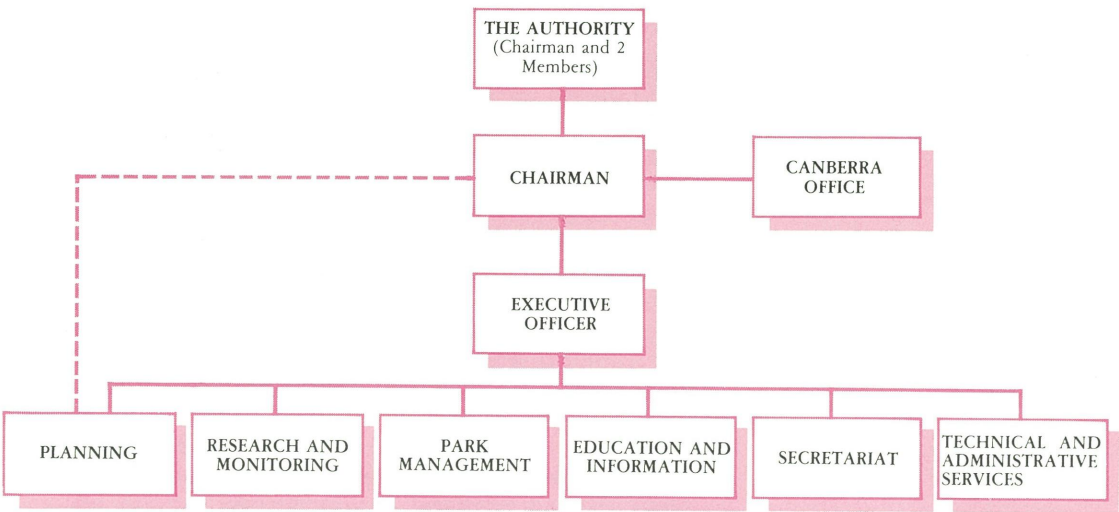 THE AUTHORITY
(Chairman and 2
Members)
CHAIRMAN
CANBERRA
OFFICE
EXECUTIVE
OFFICER
PLANNING
RESEARCH AND
MONITORING
PARK
MANAGEMENT
EDUCATION AND
INFORMATION
SECRETARIAT
TECHNICAL AND
ADMINISTRATIVE
SERVICES